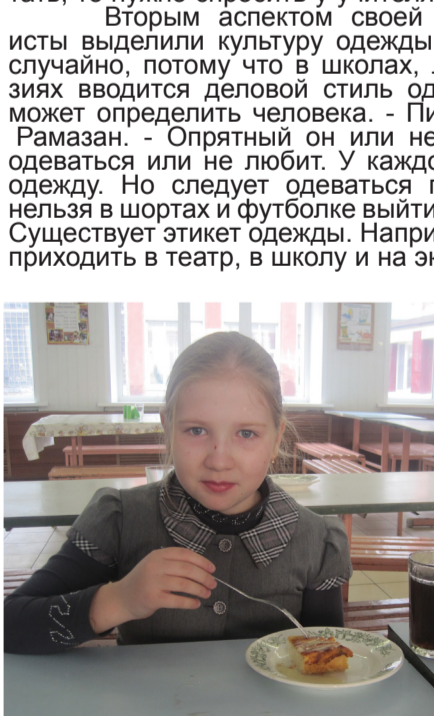 Вторым аспектом своей
исты выделили культуру одежды
случайно, потому что в школах,
зиях вводится деловой стиль од
может определить человека. - Пи
Рамазан. - Опрятный он или не
одеваться или не любит. У каждо
одежду. Но следует одеваться п
нельзя в шортах и футболке выйти
Существует этикет одежды. Напри
приходить в театр, в школу и на эк